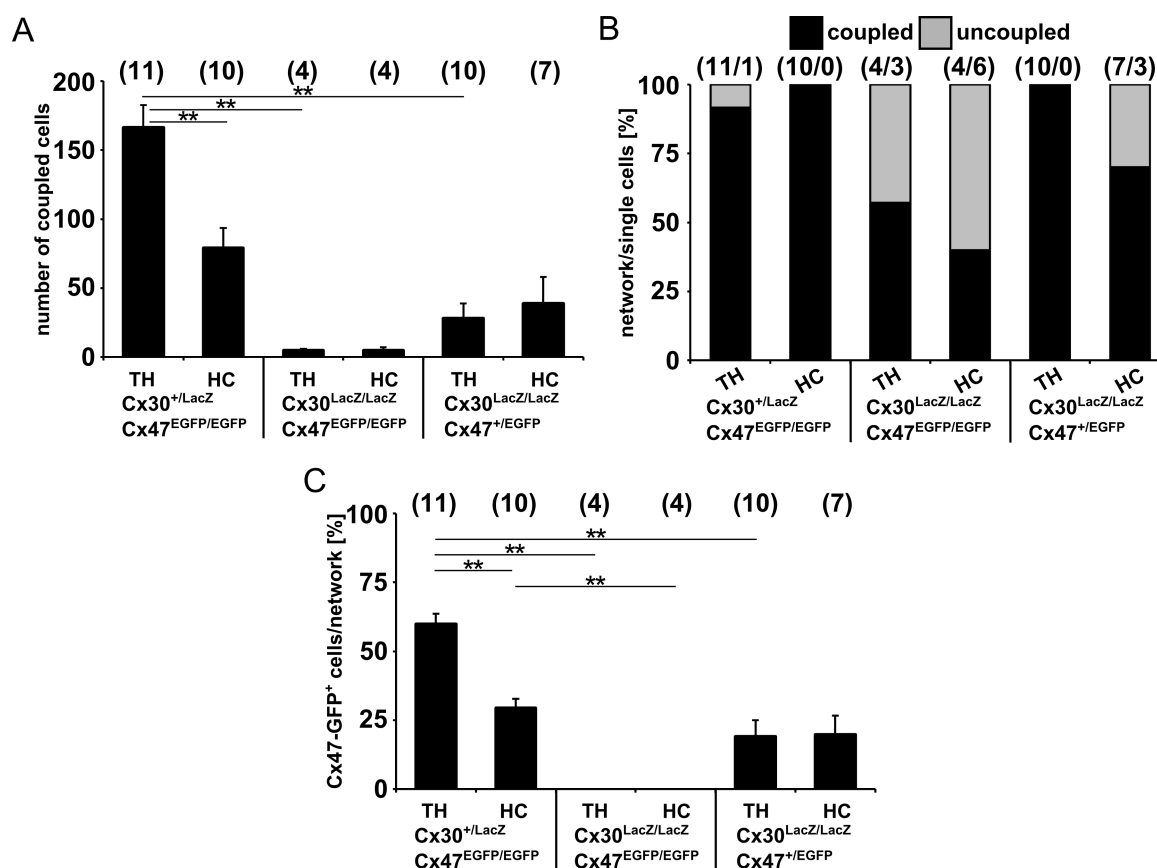 A
(11) (10) (4) (4) (10) (7)
number of coupled cells
200
150
100
50
0
**
**
**
TH HC TH HC TH HC
Cx30+/LacZ Cx30LacZ/LacZ Cx30LacZ/LacZ
Cx47EGFP/EGFP Cx47EGFP/EGFP Cx47+/EGFP
B
coupled uncoupled
(11/1) (10/0) (4/3) (4/6) (10/0) (7/3)
network/single cells [%]
100
75
50
25
0
TH HC TH HC TH HC
Cx30+/LacZ Cx30LacZ/LacZ Cx30LacZ/LacZ
Cx47EGFP/EGFP Cx47EGFP/EGFP Cx47+/EGFP
C
(11) (10) (4) (4) (10) (7)
Cx47-GFP+ cells/network [%]
100
75
50
25
0
**
**
**
**
TH HC TH HC TH HC
Cx30+/LacZ Cx30LacZ/LacZ Cx30LacZ/LacZ
Cx47EGFP/EGFP Cx47EGFP/EGFP Cx47+/EGFP